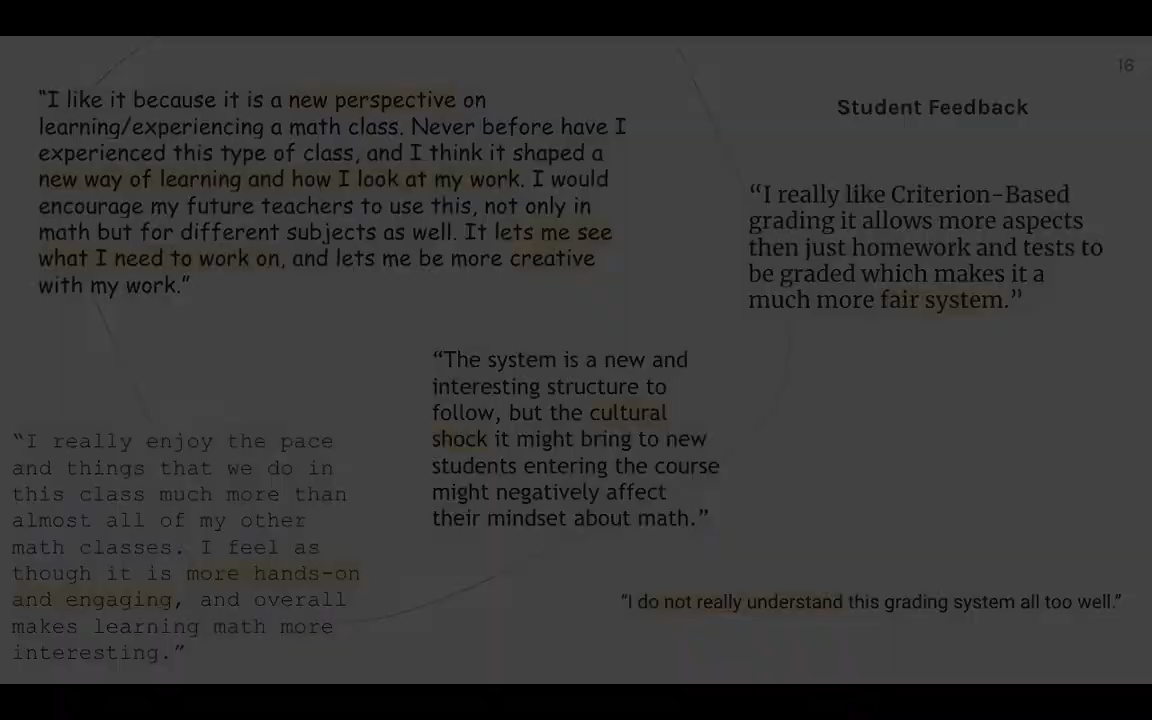 16
Student Feedback
"I like it because it is a new perspective on
learning/experiencing a math class. Never before have I
experienced this type of class, and I think it shaped a
new way of learning and how I look at my work. I would
encourage my future teachers to use this, not only in
math but for different subjects as well. It lets me see
what I need to work on, and lets me be more creative
with my work."
“I really like Criterion-Based
grading it allows more aspects
then just homework and tests to
be graded which makes it a
much more fair system.”
“The system is a new and
interesting structure to
follow, but the cultural
shock it might bring to new
students entering the course
might negatively affect
their mindset about math.”
“I really enjoy the pace
and things that we do in
this class much more than
almost all of my other
math classes. I feel as
though it is more hands-on
and engaging, and overall
makes learning math more
interesting.”
“I do not really understand this grading system all too well.”